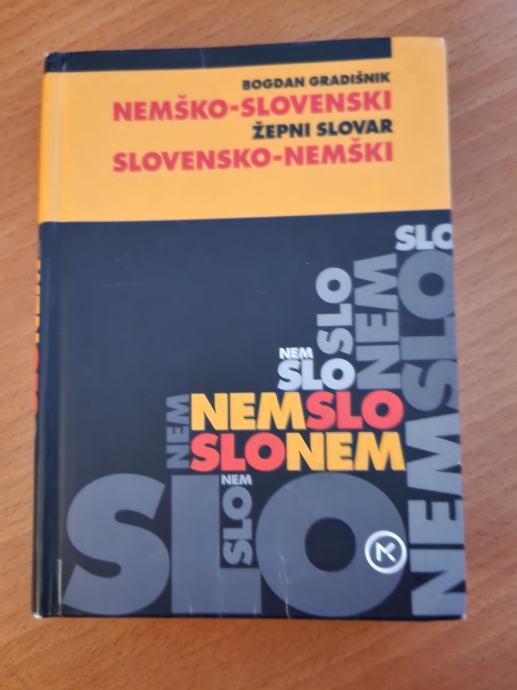 BOGDAN GRADIŠNIK
NEMŠKO-SLOVENSKI
ŽEPNI SLOVAR
SLOVENSKO-NEMŠKI
SLO
SLO
NEM
NEM
SLO
NEM
NEMSLO
NEMSLO
SLONEM
NEM
SLO
SLO